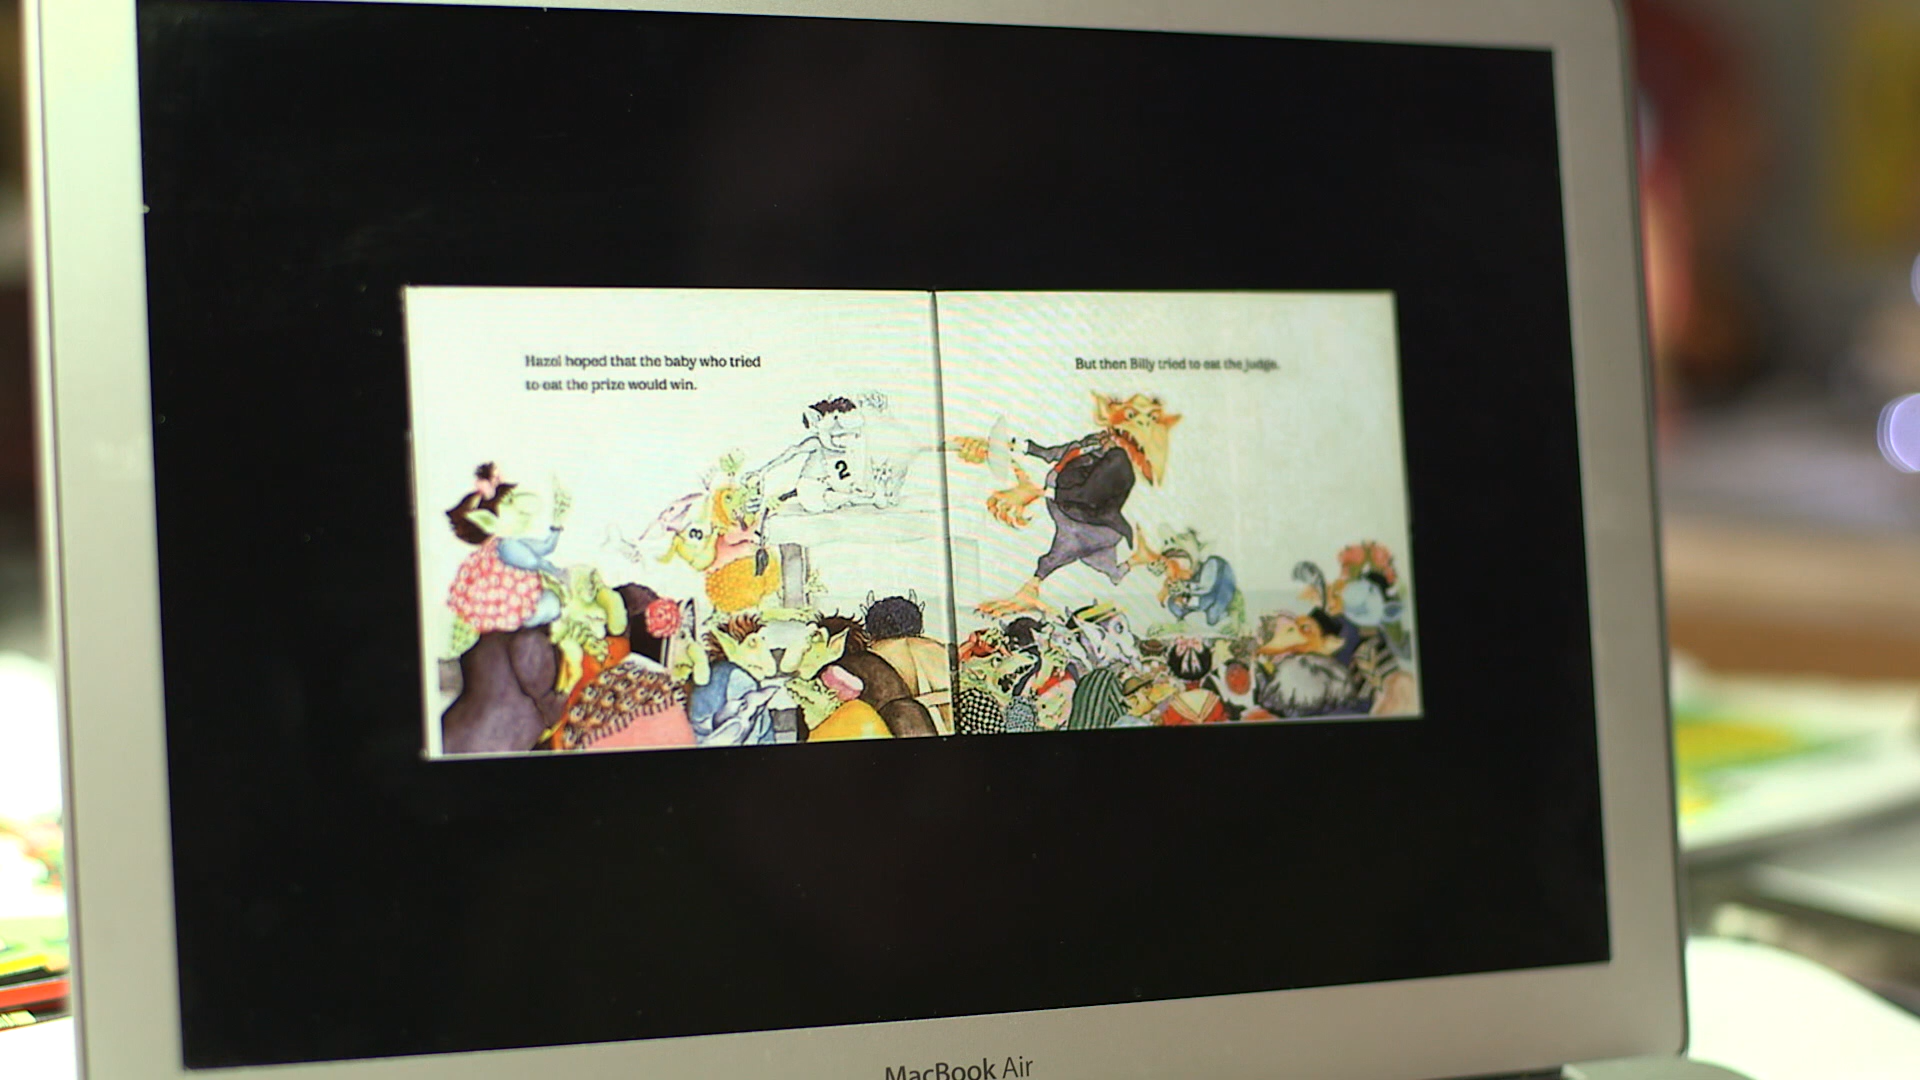 Hazel hoped that the baby who tried
to eat the prize would win.
But then Billy tried to eat the judge.
2
3
MacBook Air